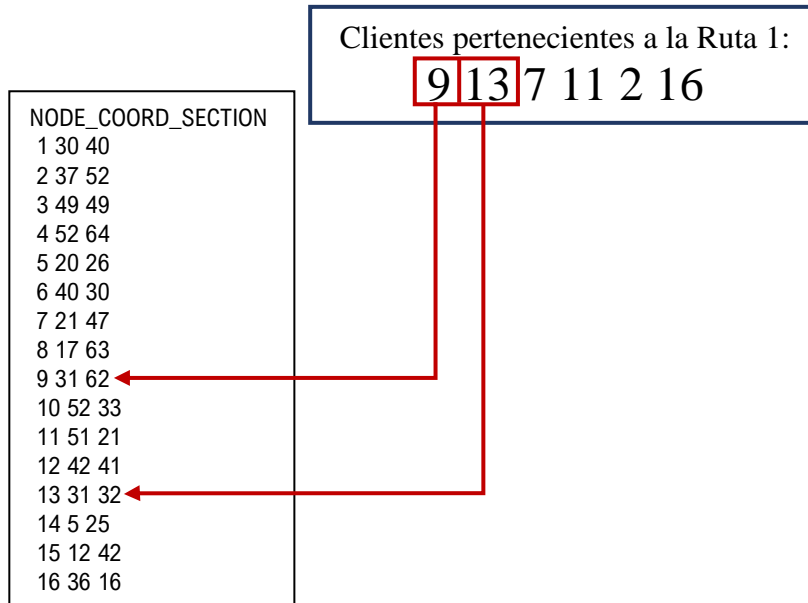 Clientes pertenecientes a la Ruta 1:
9 13 7 11 2 16
NODE_COORD_SECTION
1 30 40
2 37 52
3 49 49
4 52 64
5 20 26
6 40 30
7 21 47
8 17 63
9 31 62
10 52 33
11 51 21
12 42 41
13 31 32
14 5 25
15 12 42
16 36 16